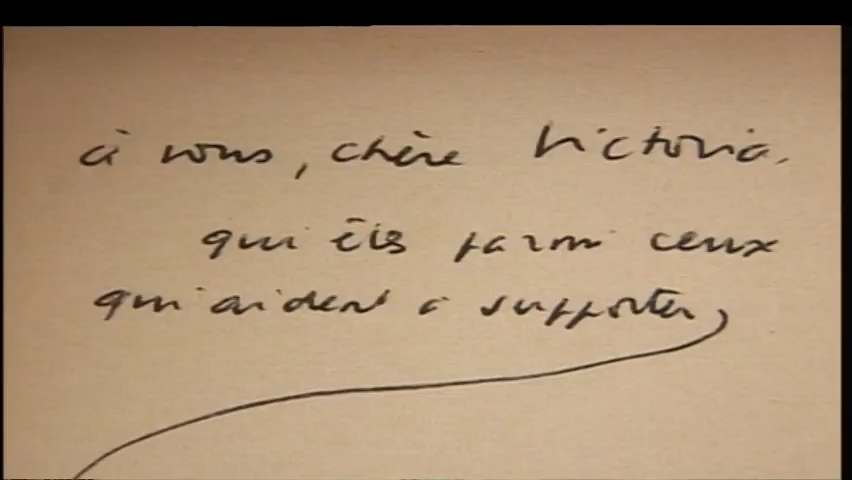 à vous, chère Victoria,
qui êtes parmi ceux
qui aident à supporter